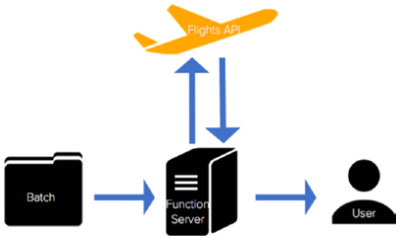 Flights API
Batch
Function
Server
User